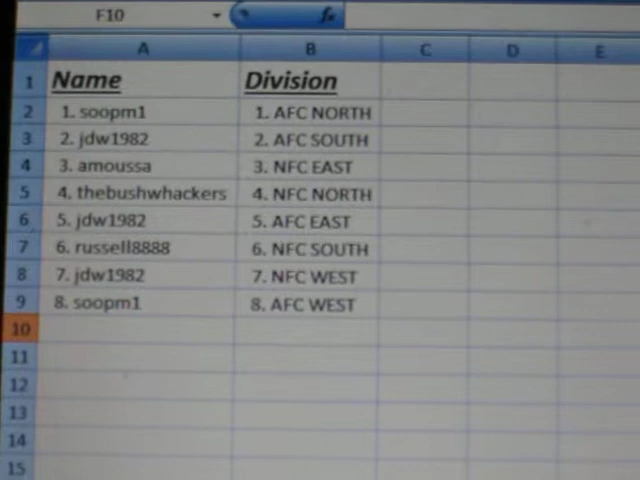 F10 fx
A B C D E
1 Name Division
2 1. soopm1 1. AFC NORTH
3 2. jdw1982 2. AFC SOUTH
4 3. amoussa 3. NFC EAST
5 4. thebushwhackers 4. NFC NORTH
6 5. jdw1982 5. AFC EAST
7 6. russell8888 6. NFC SOUTH
8 7. jdw1982 7. NFC WEST
9 8. soopm1 8. AFC WEST
10
11
12
13
14
15